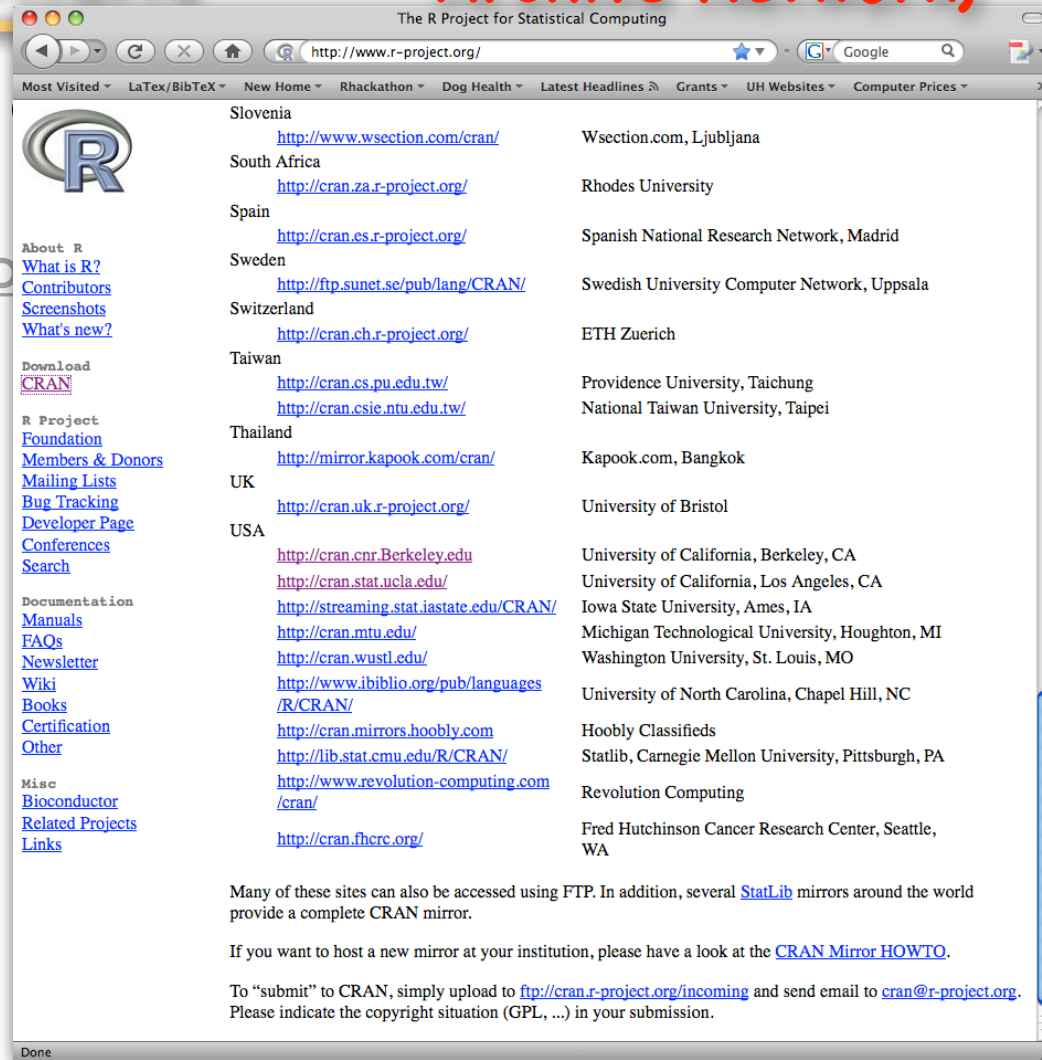 The R Project for Statistical Computing
http://www.r-project.org/
Google
Most Visited LaTex/BibTeX New Home Rhackathon Dog Health Latest Headlines Grants UH Websites Computer Prices
R
About R
What is R?
Contributors
Screenshots
What's new?
Download
CRAN
R Project
Foundation
Members & Donors
Mailing Lists
Bug Tracking
Developer Page
Conferences
Search
Documentation
Manuals
FAQs
Newsletter
Wiki
Books
Certification
Other
Misc
Bioconductor
Related Projects
Links
Slovenia
http://www.wsection.com/cran/ Wsection.com, Ljubljana
South Africa
http://cran.za.r-project.org/ Rhodes University
Spain
http://cran.es.r-project.org/ Spanish National Research Network, Madrid
Sweden
http://ftp.sunet.se/pub/lang/CRAN/ Swedish University Computer Network, Uppsala
Switzerland
http://cran.ch.r-project.org/ ETH Zuerich
Taiwan
http://cran.cs.pu.edu.tw/ Providence University, Taichung
http://cran.csie.ntu.edu.tw/ National Taiwan University, Taipei
Thailand
http://mirror.kapook.com/cran/ Kapook.com, Bangkok
UK
http://cran.uk.r-project.org/ University of Bristol
USA
http://cran.cnr.Berkeley.edu University of California, Berkeley, CA
http://cran.stat.ucla.edu/ University of California, Los Angeles, CA
http://streaming.stat.iastate.edu/CRAN/ Iowa State University, Ames, IA
http://cran.mtu.edu/ Michigan Technological University, Houghton, MI
http://cran.wustl.edu/ Washington University, St. Louis, MO
http://www.ibiblio.org/pub/languages
/R/CRAN/ University of North Carolina, Chapel Hill, NC
http://cran.mirrors.hoobly.com Hoobly Classifieds
http://lib.stat.cmu.edu/R/CRAN/ Statlib, Carnegie Mellon University, Pittsburgh, PA
http://www.revolution-computing.com
/cran/ Revolution Computing
http://cran.fhcrc.org/ Fred Hutchinson Cancer Research Center, Seattle,
WA
Many of these sites can also be accessed using FTP. In addition, several StatLib mirrors around the world
provide a complete CRAN mirror.
If you want to host a new mirror at your institution, please have a look at the CRAN Mirror HOWTO.
To “submit” to CRAN, simply upload to ftp://cran.r-project.org/incoming and send email to cran@r-project.org.
Please indicate the copyright situation (GPL, ...) in your submission.
Done